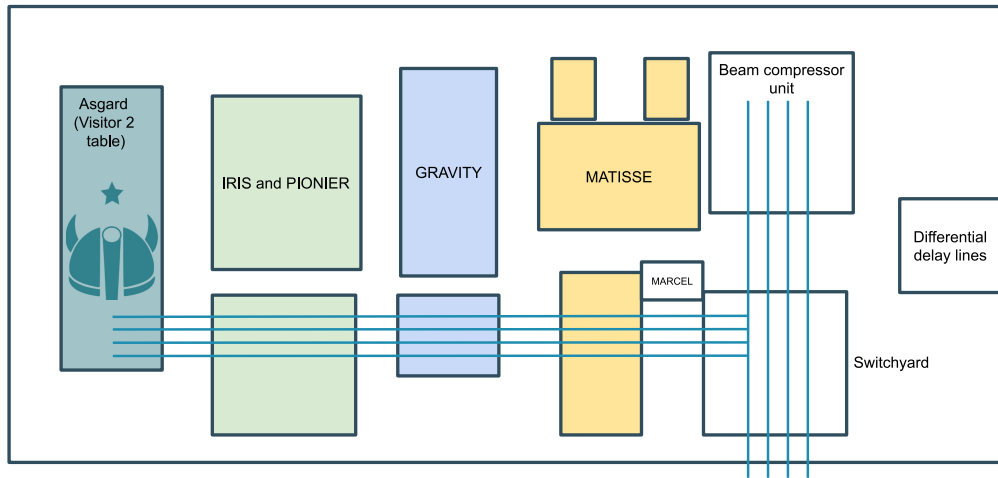 Asgard
(Visitor 2
table)
IRIS and PIONIER
GRAVITY
MATISSE
Beam compressor
unit
Differential
delay lines
MARCEL
Switchyard